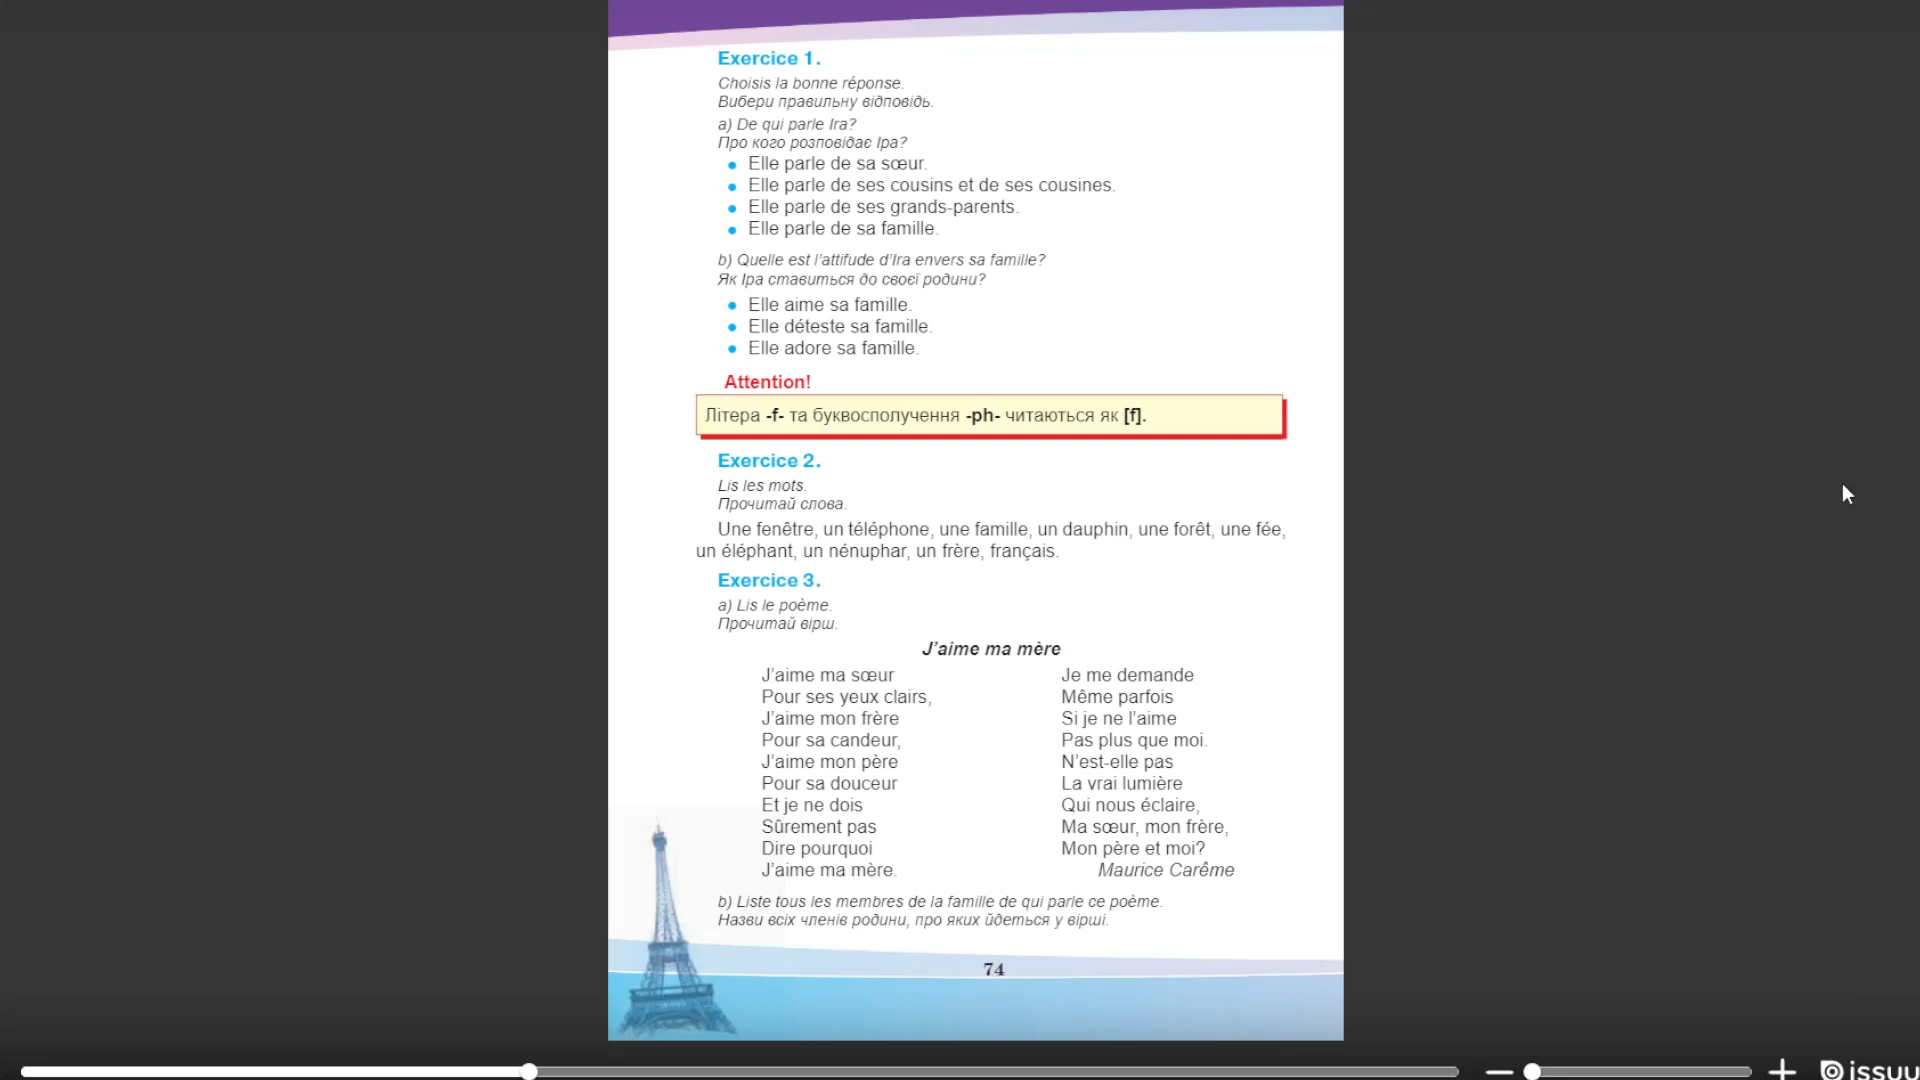 Exercice 1.
Choisis la bonne réponse.
Вибери правильну відповідь.
a) De qui parle Ira?
Про кого розповідає Іра?
• Elle parle de sa sœur.
• Elle parle de ses cousins et de ses cousines.
• Elle parle de ses grands-parents.
• Elle parle de sa famille.
b) Quelle est l’attifude d’Ira envers sa famille?
Як Іра ставиться до своєї родини?
• Elle aime sa famille.
• Elle déteste sa famille.
• Elle adore sa famille.
Attention!
Літера -f- та буквосполучення -ph- читаються як [f].
Exercice 2.
Lis les mots.
Прочитай слова.
Une fenêtre, un téléphone, une famille, un dauphin, une forêt, une fée,
un éléphant, un nénuphar, un frère, français.
Exercice 3.
a) Lis le poème.
Прочитай вірш.
J’aime ma mère
J’aime ma sœur
Pour ses yeux clairs,
J’aime mon frère
Pour sa candeur,
J’aime mon père
Pour sa douceur
Et je ne dois
Sûrement pas
Dire pourquoi
J’aime ma mère.
Je me demande
Même parfois
Si je ne l’aime
Pas plus que moi.
N’est-elle pas
La vrai lumière
Qui nous éclaire,
Ma sœur, mon frère,
Mon père et moi?
Maurice Carême
b) Liste tous les membres de la famille de qui parle ce poème.
Назви всіх членів родини, про яких йдеться у вірші.
74
issuu